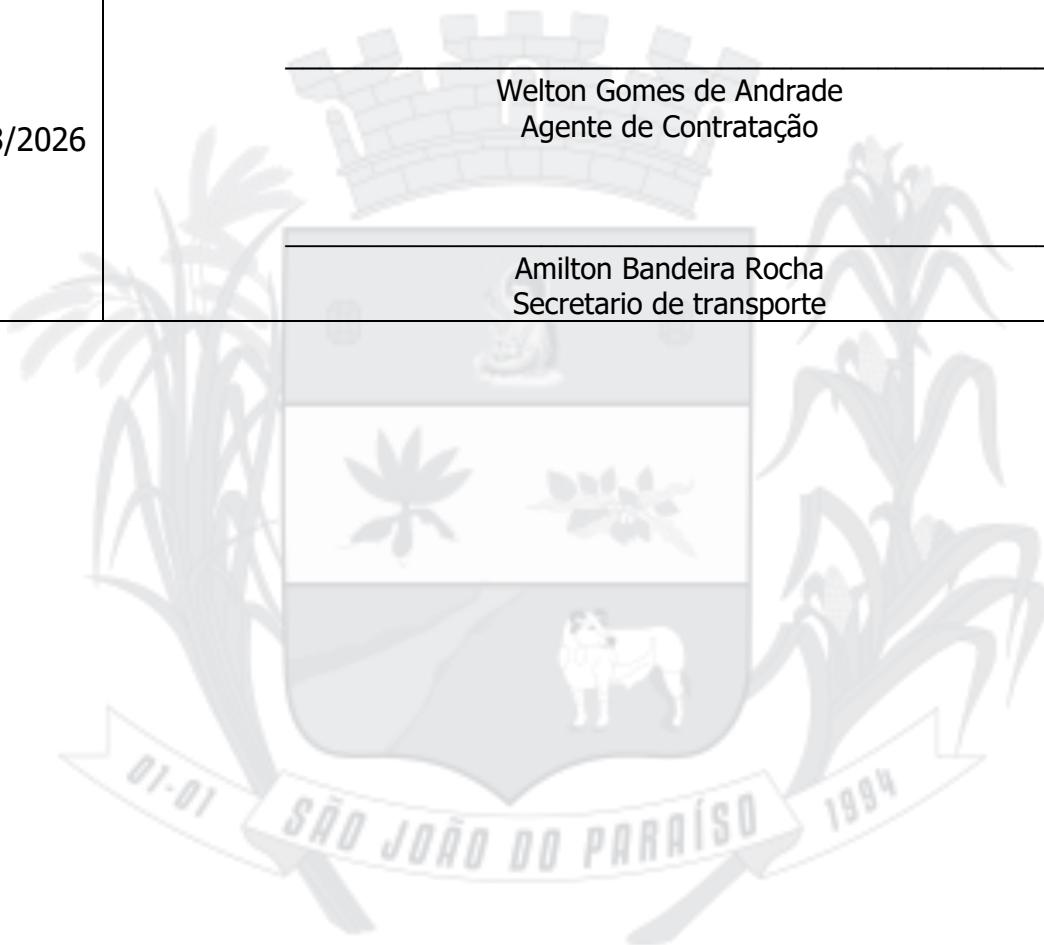 Welton Gomes de Andrade
Agente de Contratação
3/2026
Amilton Bandeira Rocha
Secretario de transporte
01-01
SÃO JOÃO DO PARAÍSO
1994